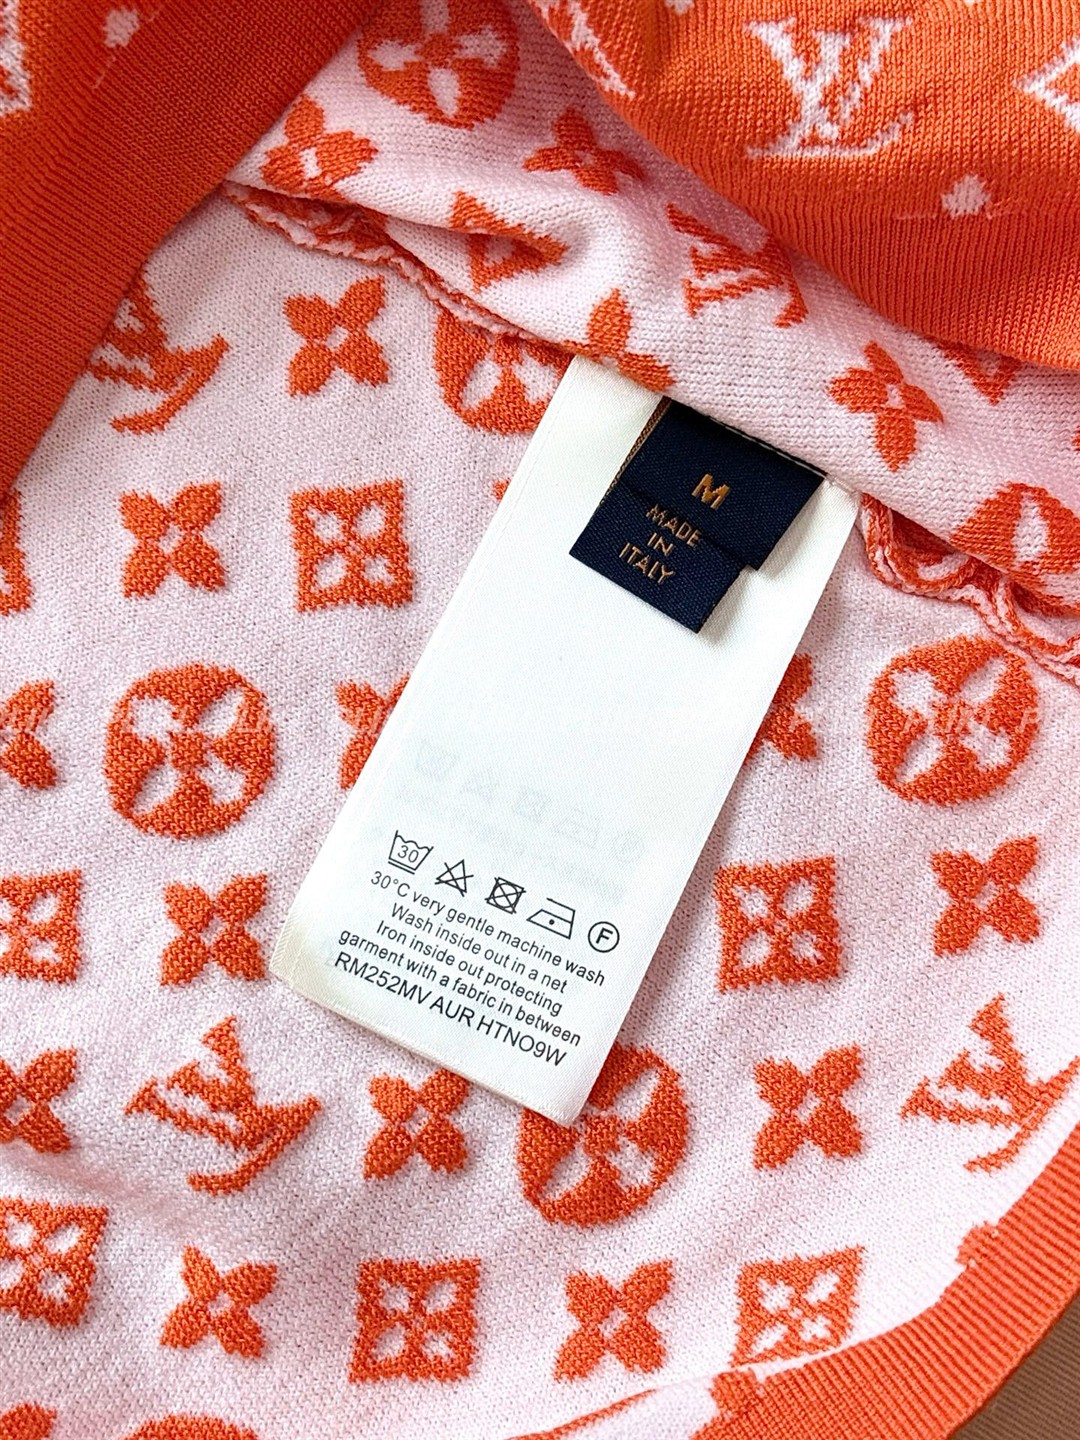 M
MADE
IN
ITALY
30
F
30°C very gentle machine wash
Wash inside out in a net
Iron inside out protecting
garment with a fabric in between
RM252MV AUR HTNO9W